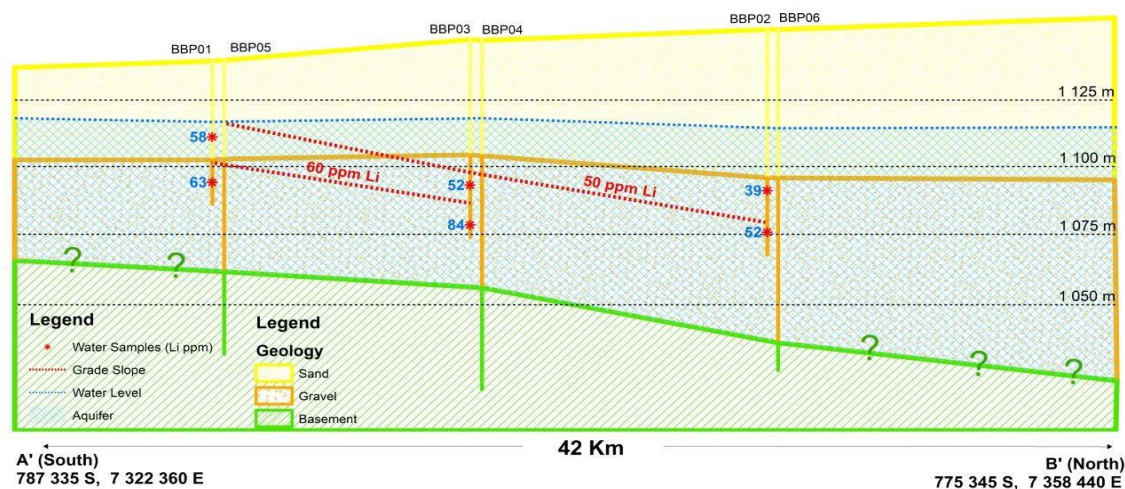 BBP01 BBP05
BBP03 BBP04
BBP02 BBP06
1 125 m
58
1 100 m
63
60 ppm Li
52
50 ppm Li
39
84
52
1 075 m
? ?
1 050 m
? ? ?
Legend
Water Samples (Li ppm)
Grade Slope
Water Level
Aquifer
Legend
Geology
Sand
Gravel
Basement
42 Km
A' (South)
787 335 S, 7 322 360 E
B' (North)
775 345 S, 7 358 440 E